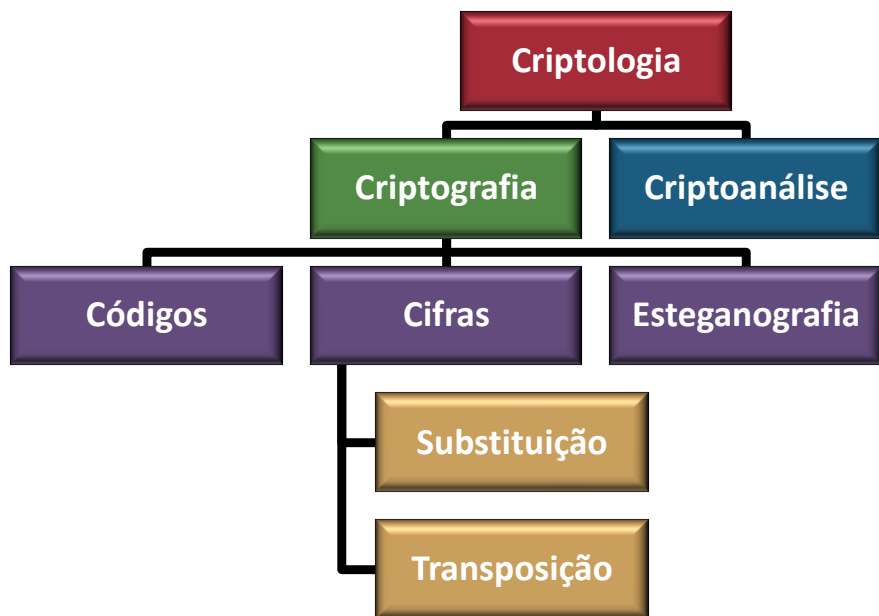 Criptologia
Criptografia
Criptoanálise
Códigos
Cifras
Esteganografia
Substituição
Transposição